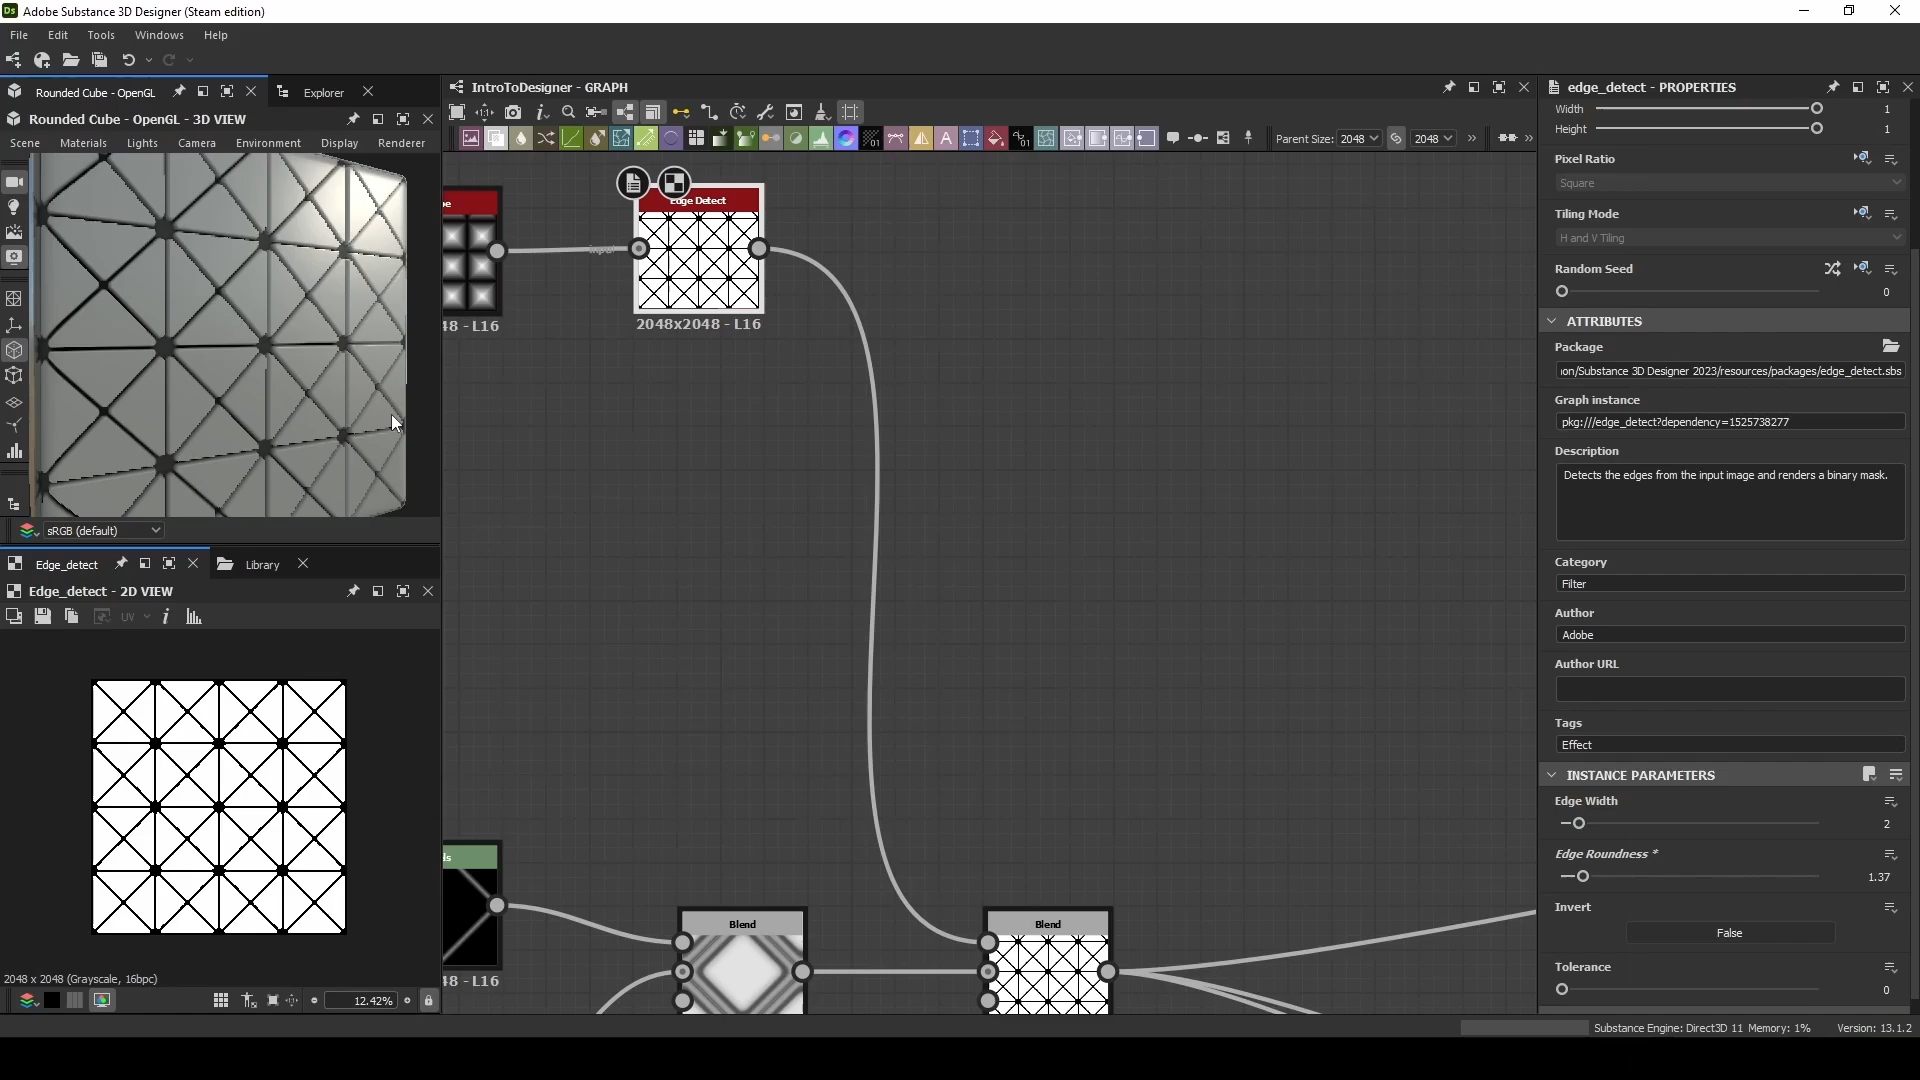 Adobe Substance 3D Designer (Steam edition)
File Edit Tools Windows Help
Rounded Cube - OpenGL
Explorer
Rounded Cube - OpenGL - 3D VIEW
Scene Materials Lights Camera Environment Display Renderer
sRGB (default)
Edge_detect
Library
Edge_detect - 2D VIEW
UV
2048 x 2048 (Grayscale, 16bpc)
12.42%
IntroToDesigner - GRAPH
Parent Size: 2048 2048
pe
48 - L16
input
Edge Detect
2048x2048 - L16
ls
48 - L16
Blend
Blend
edge_detect - PROPERTIES
Width 1
Height 1
Pixel Ratio
Square
Tiling Mode
H and V Tiling
Random Seed
0
ATTRIBUTES
Package
on/Substance 3D Designer 2023/resources/packages/edge_detect.sbs
Graph instance
pkg:///edge_detect?dependency=1525738277
Description
Detects the edges from the input image and renders a binary mask.
Category
Filter
Author
Adobe
Author URL
Tags
Effect
INSTANCE PARAMETERS
Edge Width
2
Edge Roundness *
1.37
Invert
False
Tolerance
0
Substance Engine: Direct3D 11 Memory: 1% Version: 13.1.2